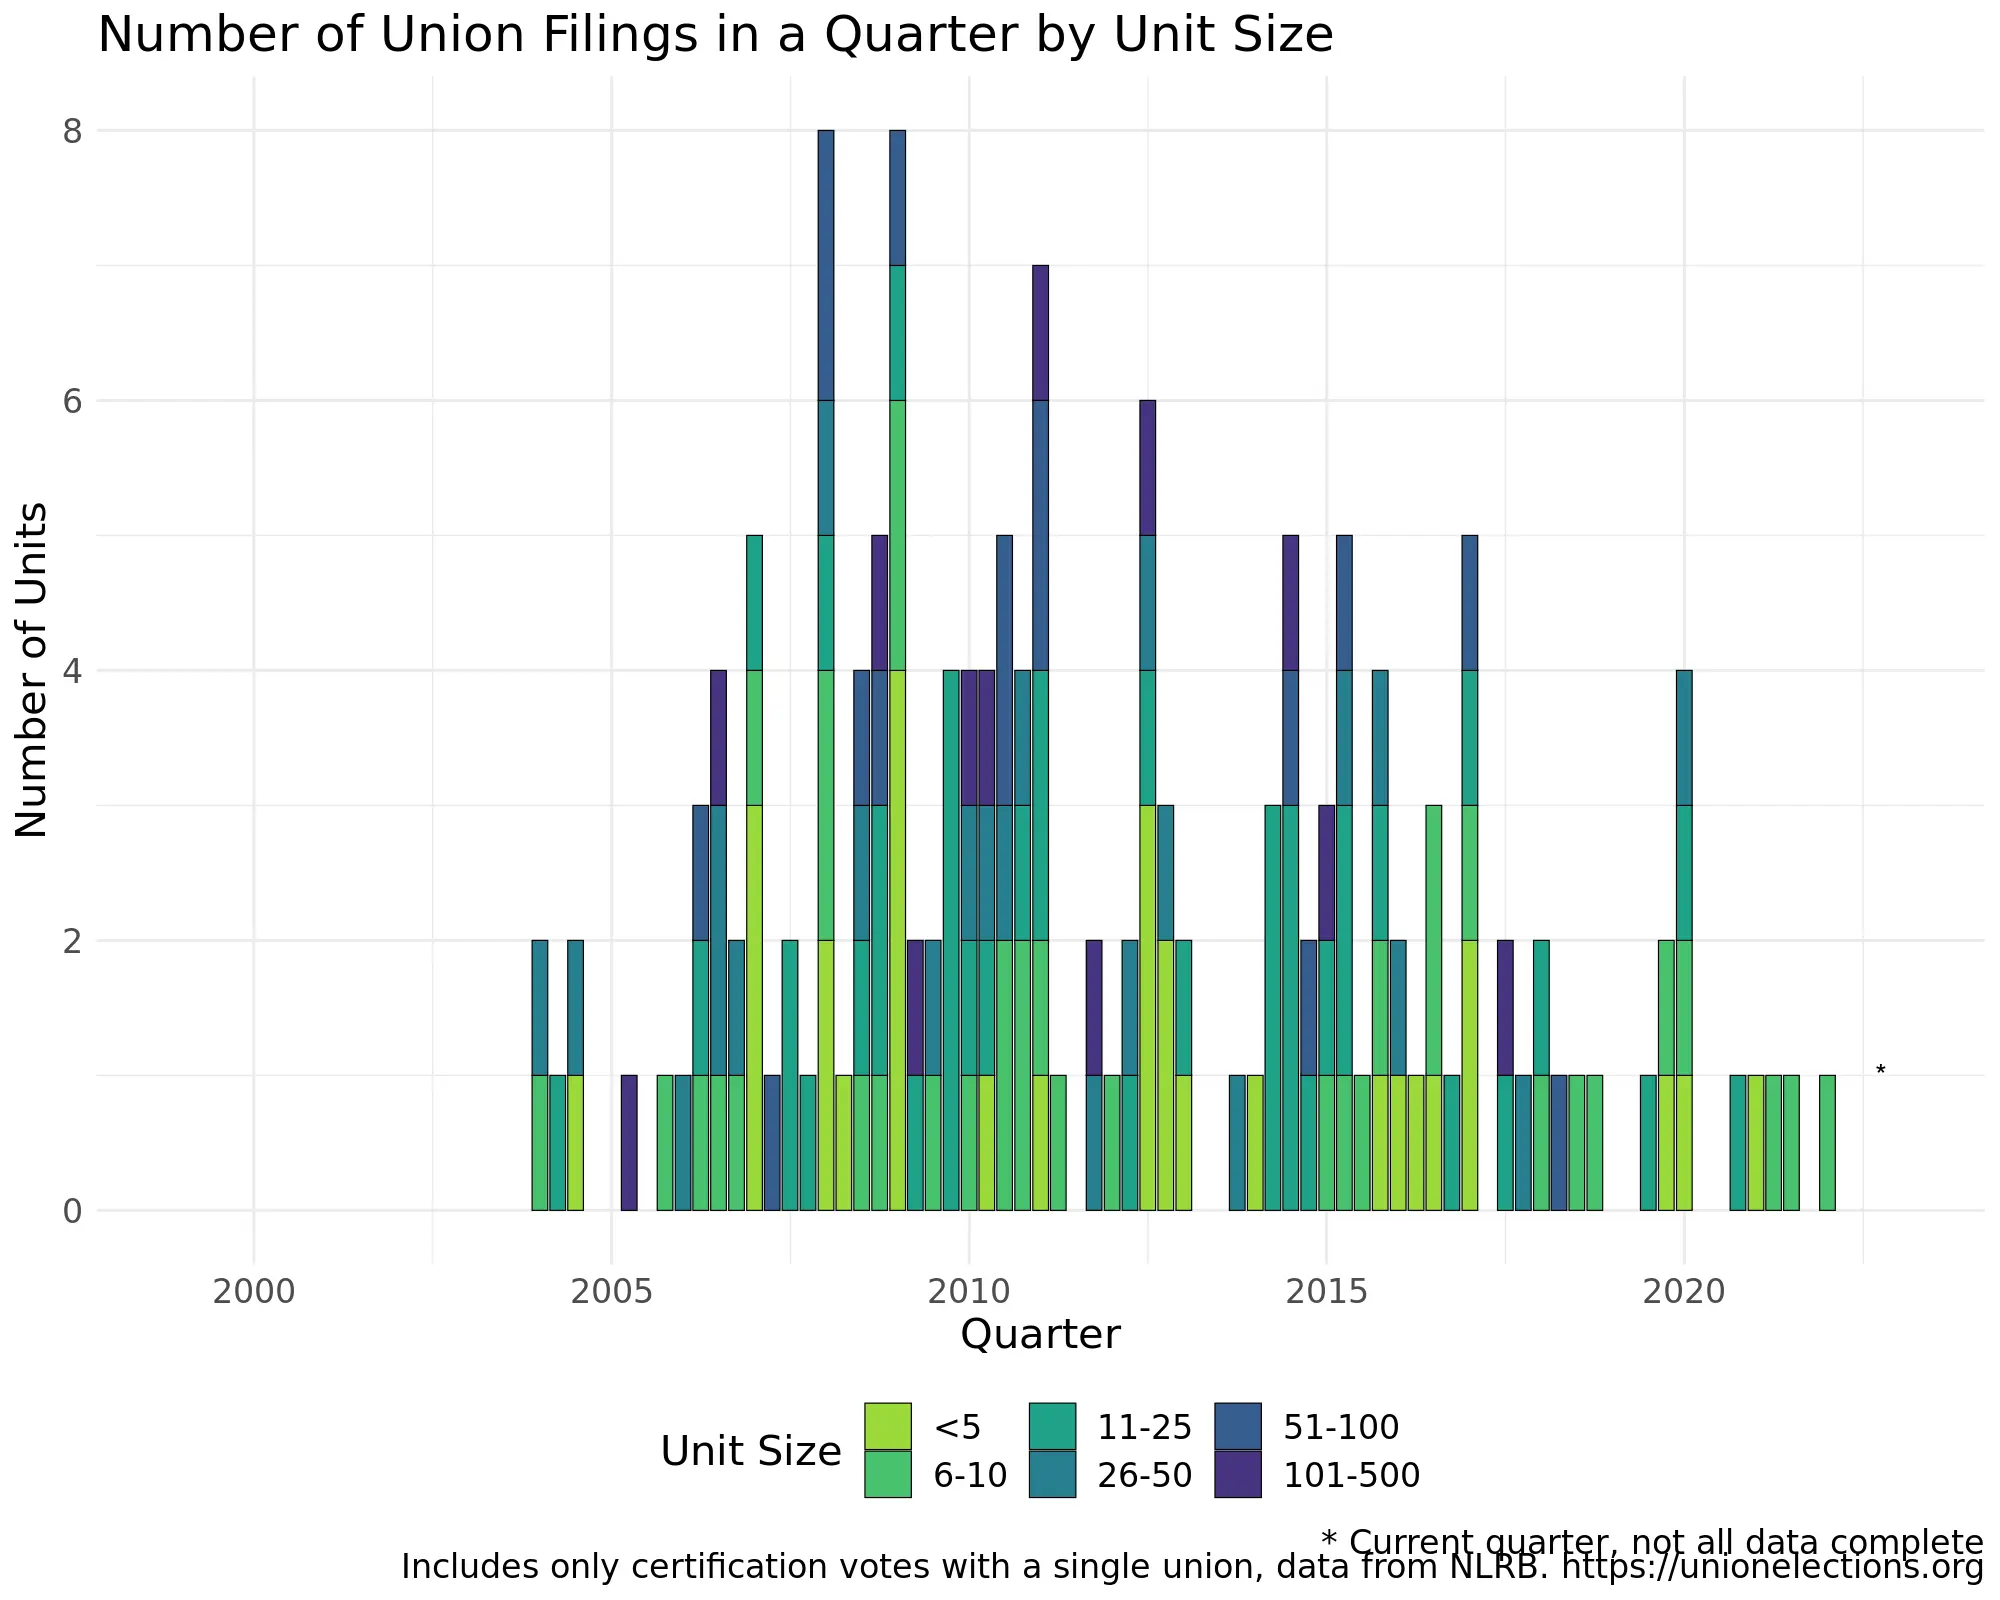 Number of Union Filings in a Quarter by Unit Size
Number of Units
8
6
4
2
0
*
2000 2005 2010 2015 2020
Quarter
Unit Size
<5 11-25 51-100
6-10 26-50 101-500
* Current quarter, not all data complete
Includes only certification votes with a single union, data from NLRB. https://unionelections.org